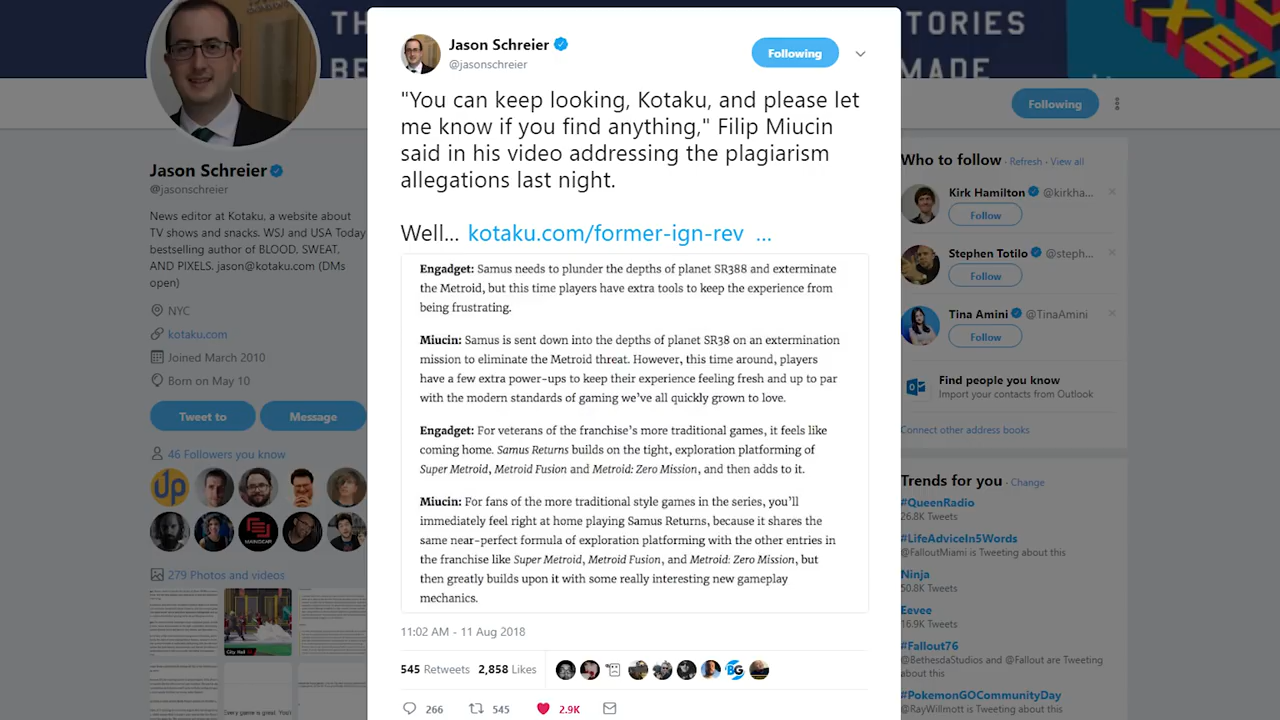 TH
BE
STORIES
MADE
Jason Schreier
@jasonschreier
Following
"You can keep looking, Kotaku, and please let
me know if you find anything," Filip Miucin
said in his video addressing the plagiarism
allegations last night.
Well... kotaku.com/former-ign-rev ...
Engadget: Samus needs to plunder the depths of planet SR388 and exterminate
the Metroid, but this time players have extra tools to keep the experience from
being frustrating.
Miucin: Samus is sent down into the depths of planet SR38 on an extermination
mission to eliminate the Metroid threat. However, this time around, players
have a few extra power-ups to keep their experience feeling fresh and up to par
with the modern standards of gaming we've all quickly grown to love.
Engadget: For veterans of the franchise's more traditional games, it feels like
coming home. Samus Returns builds on the tight, exploration platforming of
Super Metroid, Metroid Fusion and Metroid: Zero Mission, and then adds to it.
Miucin: For fans of the more traditional style games in the series, you'll
immediately feel right at home playing Samus Returns, because it shares the
same near-perfect formula of exploration platforming with the other entries in
the franchise like Super Metroid, Metroid Fusion, and Metroid: Zero Mission, but
then greatly builds upon it with some really interesting new gameplay
mechanics.
11:02 AM - 11 Aug 2018
545 Retweets 2,858 Likes
266 545 2.9K
Jason Schreier
@jasonschreier
News editor at Kotaku, a website about
TV shows and snacks. WSJ and USA Today
bestselling author of BLOOD, SWEAT,
AND PIXELS. jason@kotaku.com (DMs
open)
NYC
kotaku.com
Joined March 2010
Born on May 10
Tweet to Message
46 Followers you know
279 Photos and videos
City Hall
Every game is great. You'l
Following
Who to follow · Refresh · View all
Kirk Hamilton @kirkha...
Follow
Stephen Totilo @steph...
Follow
Tina Amini @TinaAmini
Follow
Find people you know
Import your contacts from Outlook
Connect other address books
Trends for you · Change
#QueenRadio
26.8K Tweets
#LifeAdviceIn5Words
@FalloutMiami is Tweeting about this
Ninja
50.8K Tweets
Eevee
16.9K Tweets
#Fallout76
@BethesdaStudios and @Fallout are Tweeting
about this
#PokemonGOCommunityDay
@RayWillmott is Tweeting about this